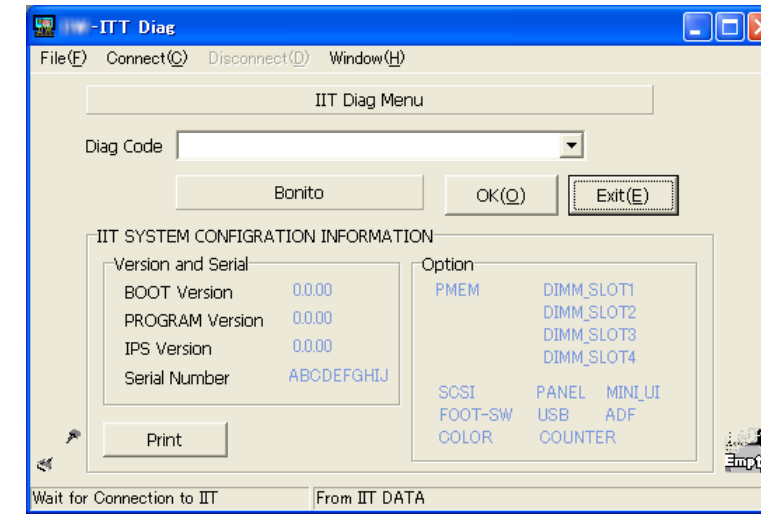 -ITT Diag
File(F) Connect(C) Disconnect(D) Window(H)
IIT Diag Menu
Diag Code
Bonito OK(O) Exit(E)
IIT SYSTEM CONFIGRATION INFORMATION
Version and Serial
BOOT Version 0.0.00
PROGRAM Version 0.0.00
IPS Version 0.0.00
Serial Number ABCDEFGHIJ
Option
PMEM DIMM_SLOT1
DIMM_SLOT2
DIMM_SLOT3
DIMM_SLOT4
SCSI PANEL MINI_UI
FOOT-SW USB ADF
COLOR COUNTER
Print
Wait for Connection to IIT From IIT DATA